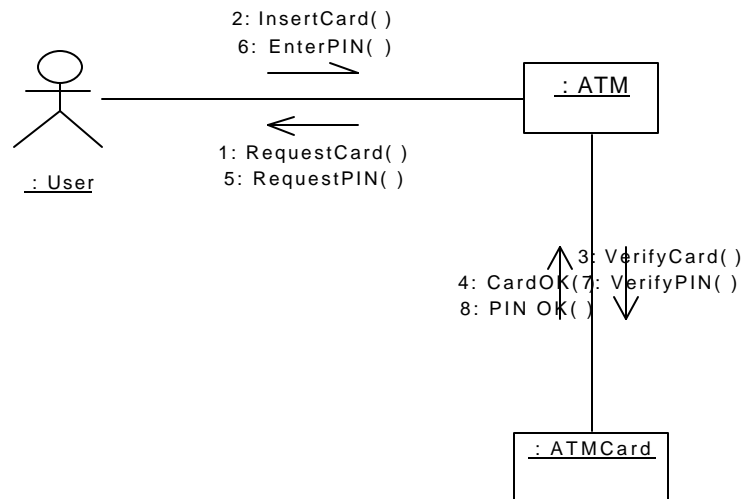 2: InsertCard( )
6: EnterPIN( )
: ATM
1: RequestCard( )
5: RequestPIN( )
: User
3: VerifyCard( )
4: CardOK(
7: VerifyPIN( )
8: PIN OK( )
: ATMCard